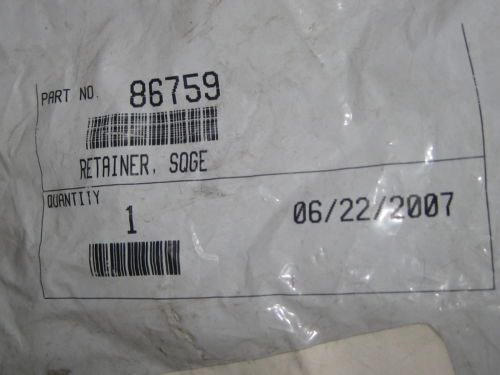 PART NO. 86759
RETAINER, SQGE
QUANTITY
1 06/22/2007